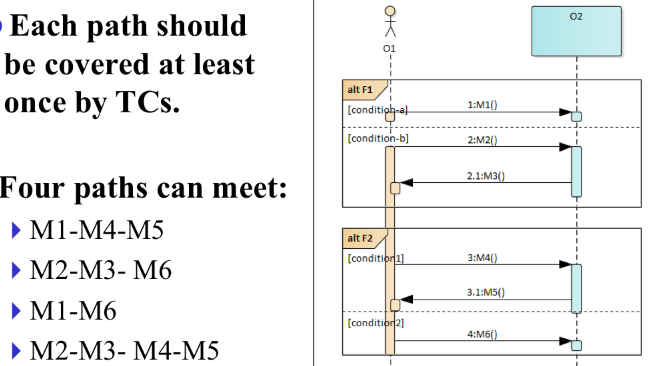 Each path should
be covered at least
once by TCs.
Four paths can meet:
M1-M4-M5
M2-M3- M6
M1-M6
M2-M3- M4-M5
O1
O2
alt F1
[condition-a]
1:M1()
[condition-b]
2:M2()
2.1:M3()
alt F2
[condition1]
3:M4()
3.1:M5()
[condition2]
4:M6()